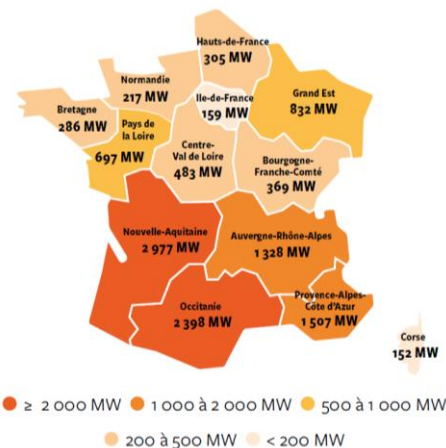 Hauts-de-France
305 MW
Normandie
217 MW
Ile-de-France
159 MW
Grand Est
832 MW
Bretagne
286 MW
Pays de
la Loire
697 MW
Centre-
Val de Loire
483 MW
Bourgogne-
Franche-Comté
369 MW
Nouvelle-Aquitaine
2 977 MW
Auvergne-Rhône-Alpes
1 328 MW
Occitanie
2 398 MW
Provence-Alpes-
Côte d'Azur
1 507 MW
Corse
152 MW
≥ 2 000 MW 1 000 à 2 000 MW 500 à 1 000 MW
200 à 500 MW < 200 MW